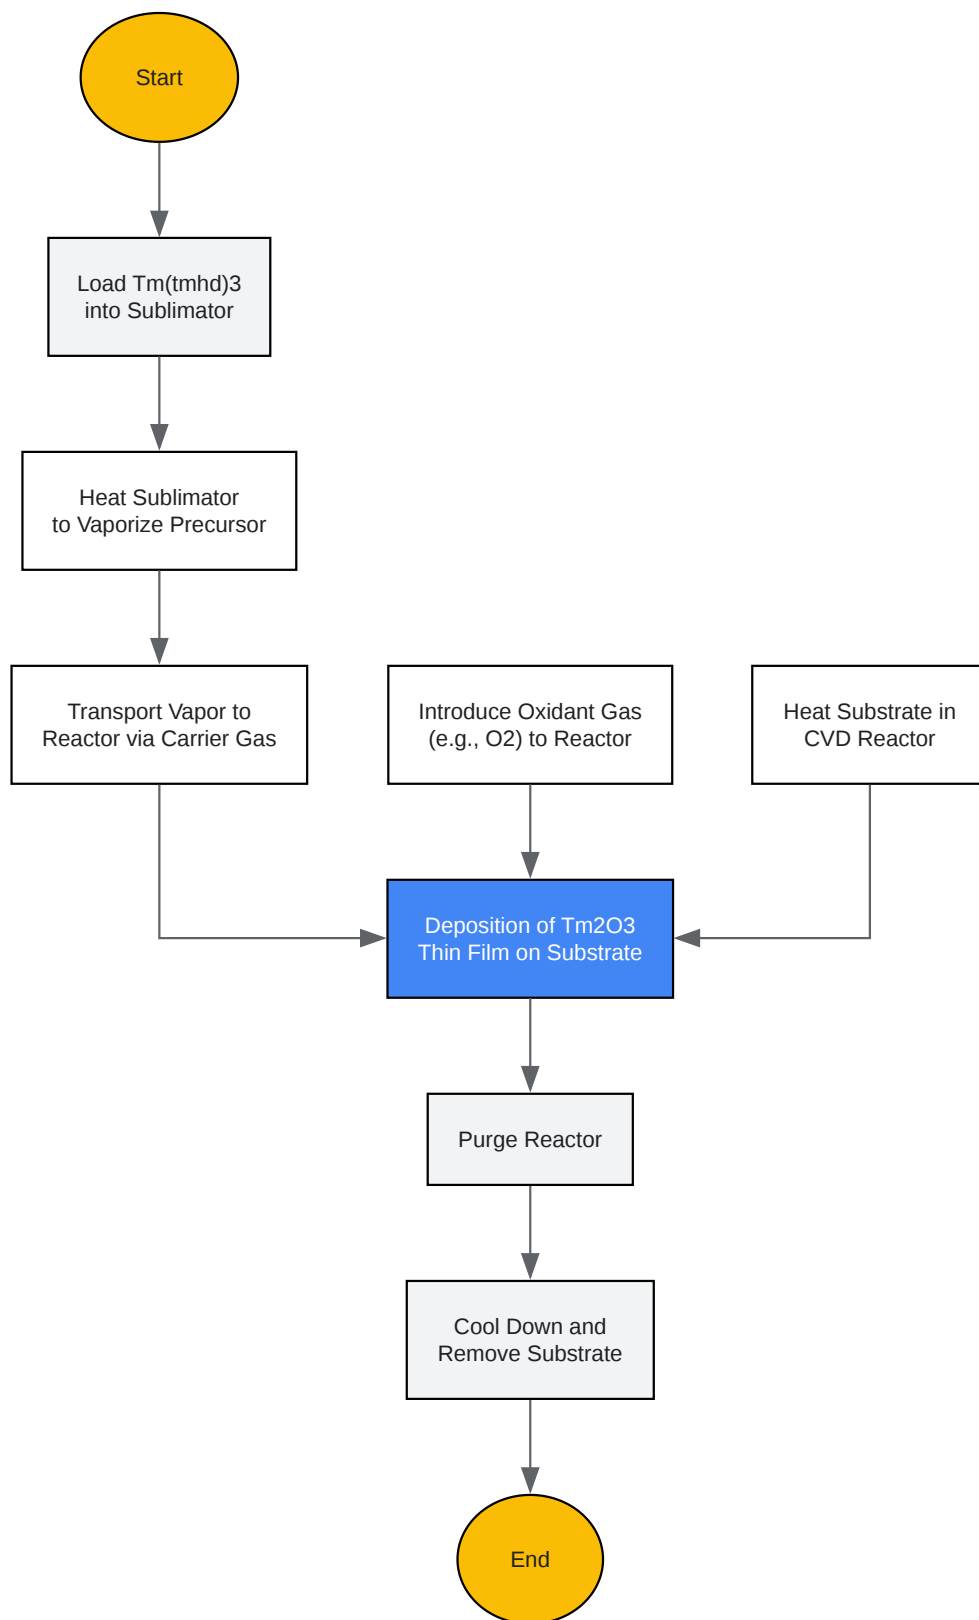 Start
Load Tm(tmhd)3
into Sublimator
Heat Sublimator
to Vaporize Precursor
Transport Vapor to
Reactor via Carrier Gas
Introduce Oxidant Gas
(e.g., O2) to Reactor
Heat Substrate in
CVD Reactor
Deposition of Tm2O3
Thin Film on Substrate
Purge Reactor
Cool Down and
Remove Substrate
End